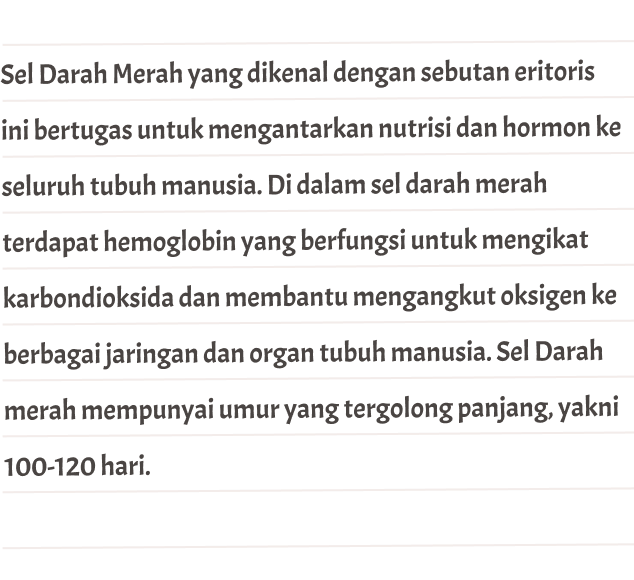 Sel Darah Merah yang dikenal dengan sebutan eritoris
ini bertugas untuk mengantarkan nutrisi dan hormon ke
seluruh tubuh manusia. Di dalam sel darah merah
terdapat hemoglobin yang berfungsi untuk mengikat
karbondioksida dan membantu mengangkut oksigen ke
berbagai jaringan dan organ tubuh manusia. Sel Darah
merah mempunyai umur yang tergolong panjang, yakni
100-120 hari.